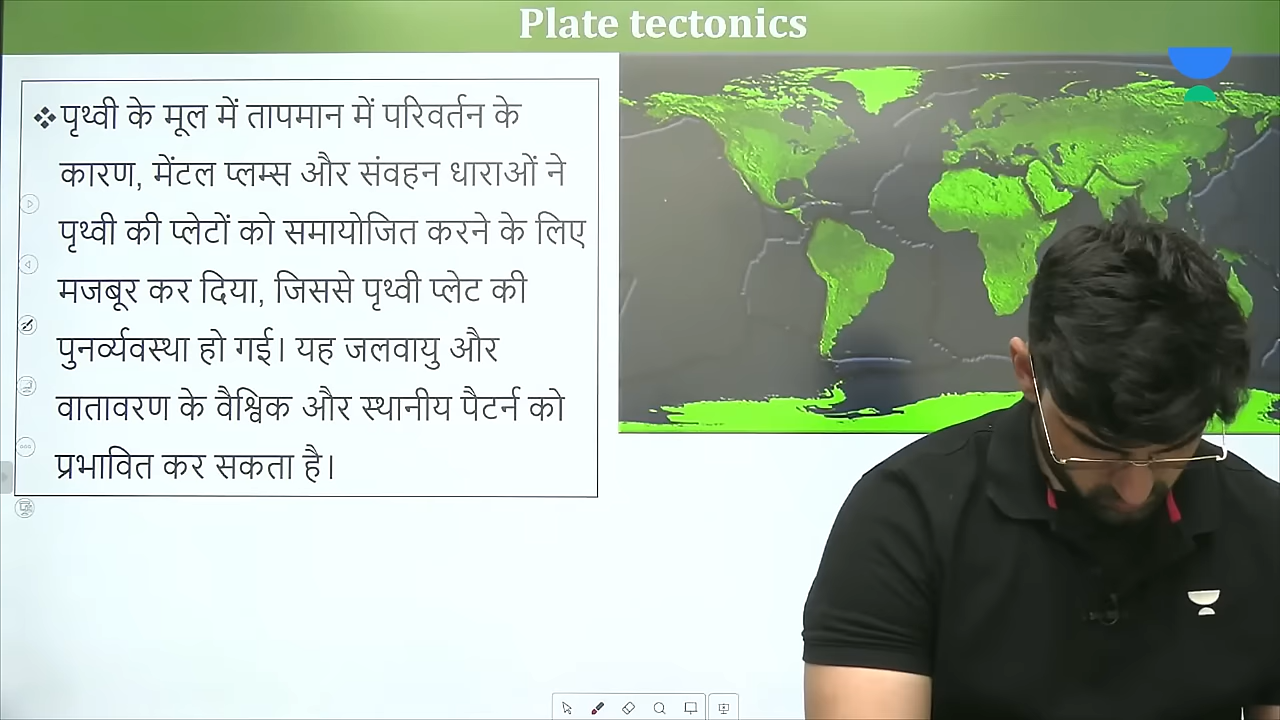 Plate tectonics
❖पृथ्वी के मूल में तापमान में परिवर्तन के
कारण, मेंटल प्लम्स और संवहन धाराओं ने
पृथ्वी की प्लेटों को समायोजित करने के लिए
मजबूर कर दिया, जिससे पृथ्वी प्लेट की
पुनर्व्यवस्था हो गई। यह जलवायु और
वातावरण के वैश्विक और स्थानीय पैटर्न को
प्रभावित कर सकता है।